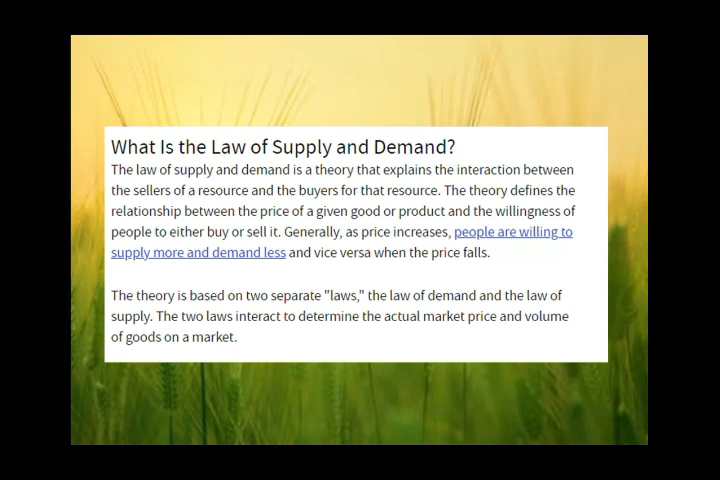 What Is the Law of Supply and Demand?
The law of supply and demand is a theory that explains the interaction between
the sellers of a resource and the buyers for that resource. The theory defines the
relationship between the price of a given good or product and the willingness of
people to either buy or sell it. Generally, as price increases, people are willing to
supply more and demand less and vice versa when the price falls.
The theory is based on two separate "laws," the law of demand and the law of
supply. The two laws interact to determine the actual market price and volume
of goods on a market.